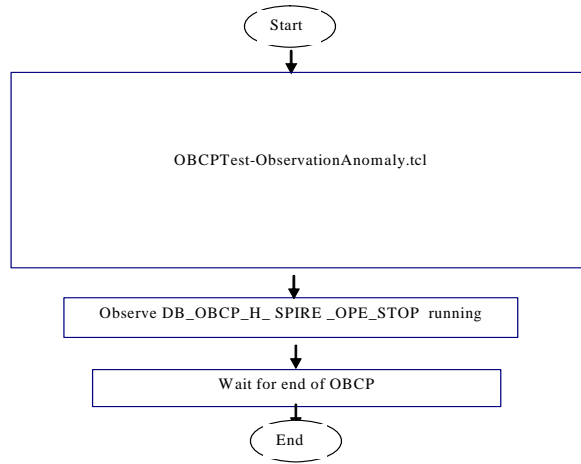 Start
OBCPTest-ObservationAnomaly.tcl
Observe DB_OBCP_H_ SPIRE _OPE_STOP running
Wait for end of OBCP
End